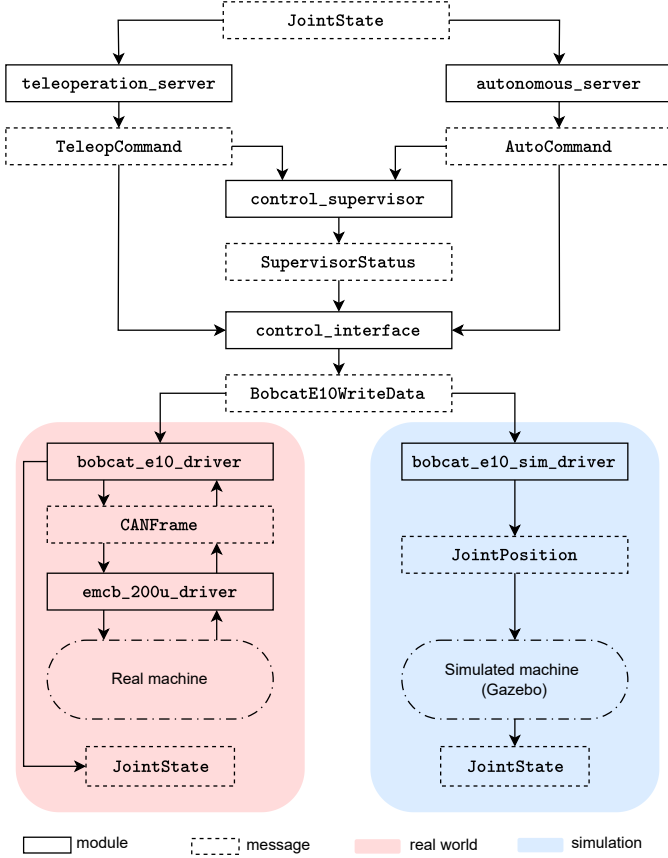 JointState
teleoperation_server
autonomous_server
TeleopCommand
AutoCommand
control_supervisor
SupervisorStatus
control_interface
BobcatE10WriteData
bobcat_e10_driver
bobcat_e10_sim_driver
CANFrame
JointPosition
emcb_200u_driver
Real machine
Simulated machine
(Gazebo)
JointState
JointState
module
message
real world
simulation